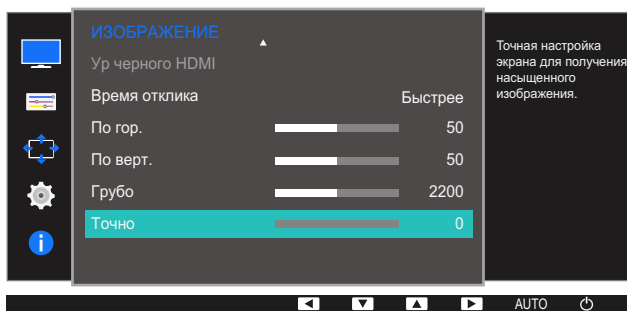 ИЗОБРАЖЕНИЕ
Ур черного HDMI
Время отклика Быстрее
По гор. 50
По верт. 50
Грубо 2200
Точно 0
Точная настройка
экрана для получения
насыщенного
изображения.
AUTO